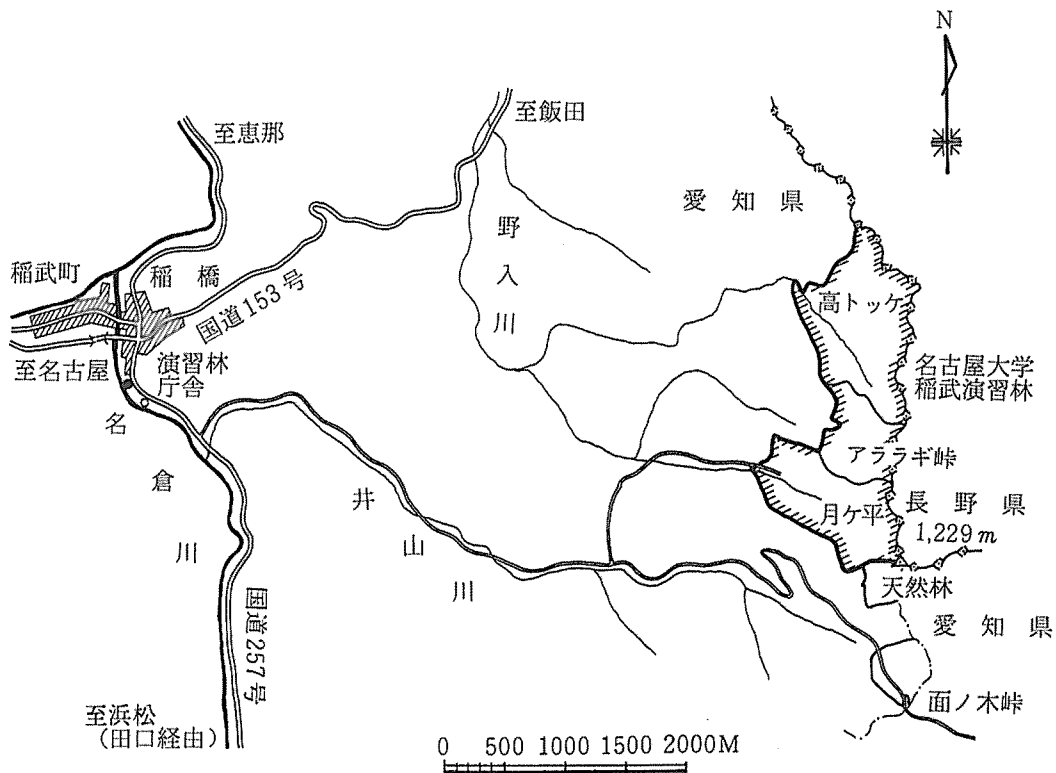 N
至飯田
至恵那
愛知県
野入川
稲武町
稲橋
国道153号
高トッケ
至名古屋
演習林
庁舎
名古屋大学
稲武演習林
名倉川
アララギ峠
井山川
月ケ平
長野県
1,229m
天然林
愛知県
国道257号
面ノ木峠
至浜松
(田口経由)
0 500 1000 1500 2000M